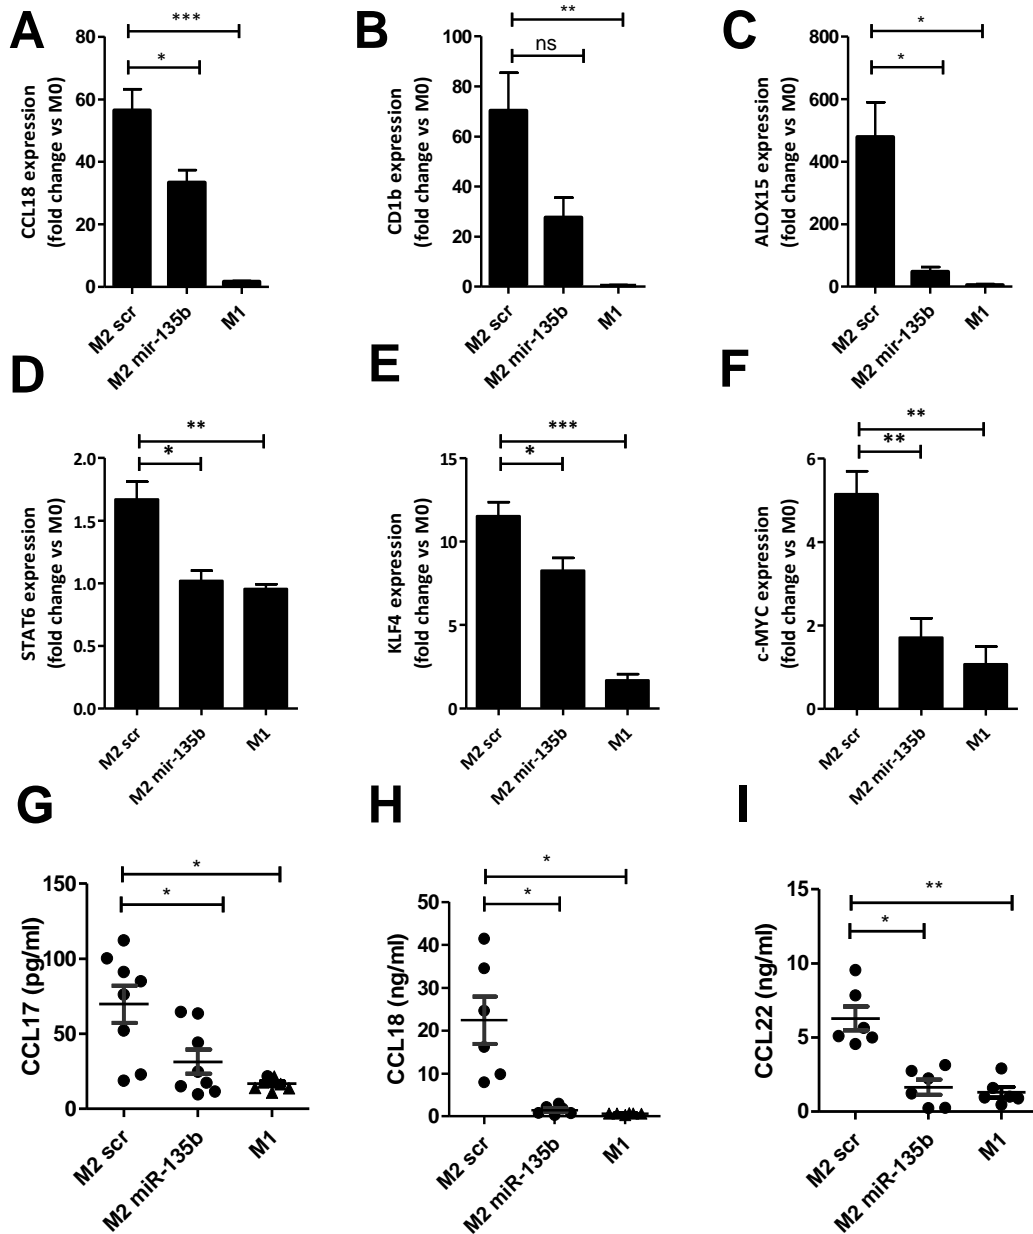 A
CCL18 expression
(fold change vs M0)
80
60
40
20
0
***
*
M2 scr
M2 mir-135b
M1
B
CD1b expression
(fold change vs M0)
100
80
60
40
20
0
**
ns
M2 scr
M2 mir-135b
M1
C
ALOX15 expression
(fold change vs M0)
800
600
400
200
0
*
*
M2 scr
M2 mir-135b
M1
D
STAT6 expression
(fold change vs M0)
2.0
1.5
1.0
0.5
0.0
**
*
M2 scr
M2 mir-135b
M1
E
KLF4 expression
(fold change vs M0)
15
10
5
0
***
*
M2 scr
M2 mir-135b
M1
F
c-MYC expression
(fold change vs M0)
6
4
2
0
**
**
M2 scr
M2 mir-135b
M1
G
CCL17 (pg/ml)
150
100
50
0
*
*
M2 scr
M2 miR-135b
M1
H
CCL18 (ng/ml)
50
40
30
20
10
0
*
*
M2 scr
M2 miR-135b
M1
I
CCL22 (ng/ml)
15
10
5
0
**
*
M2 scr
M2 miR-135b
M1